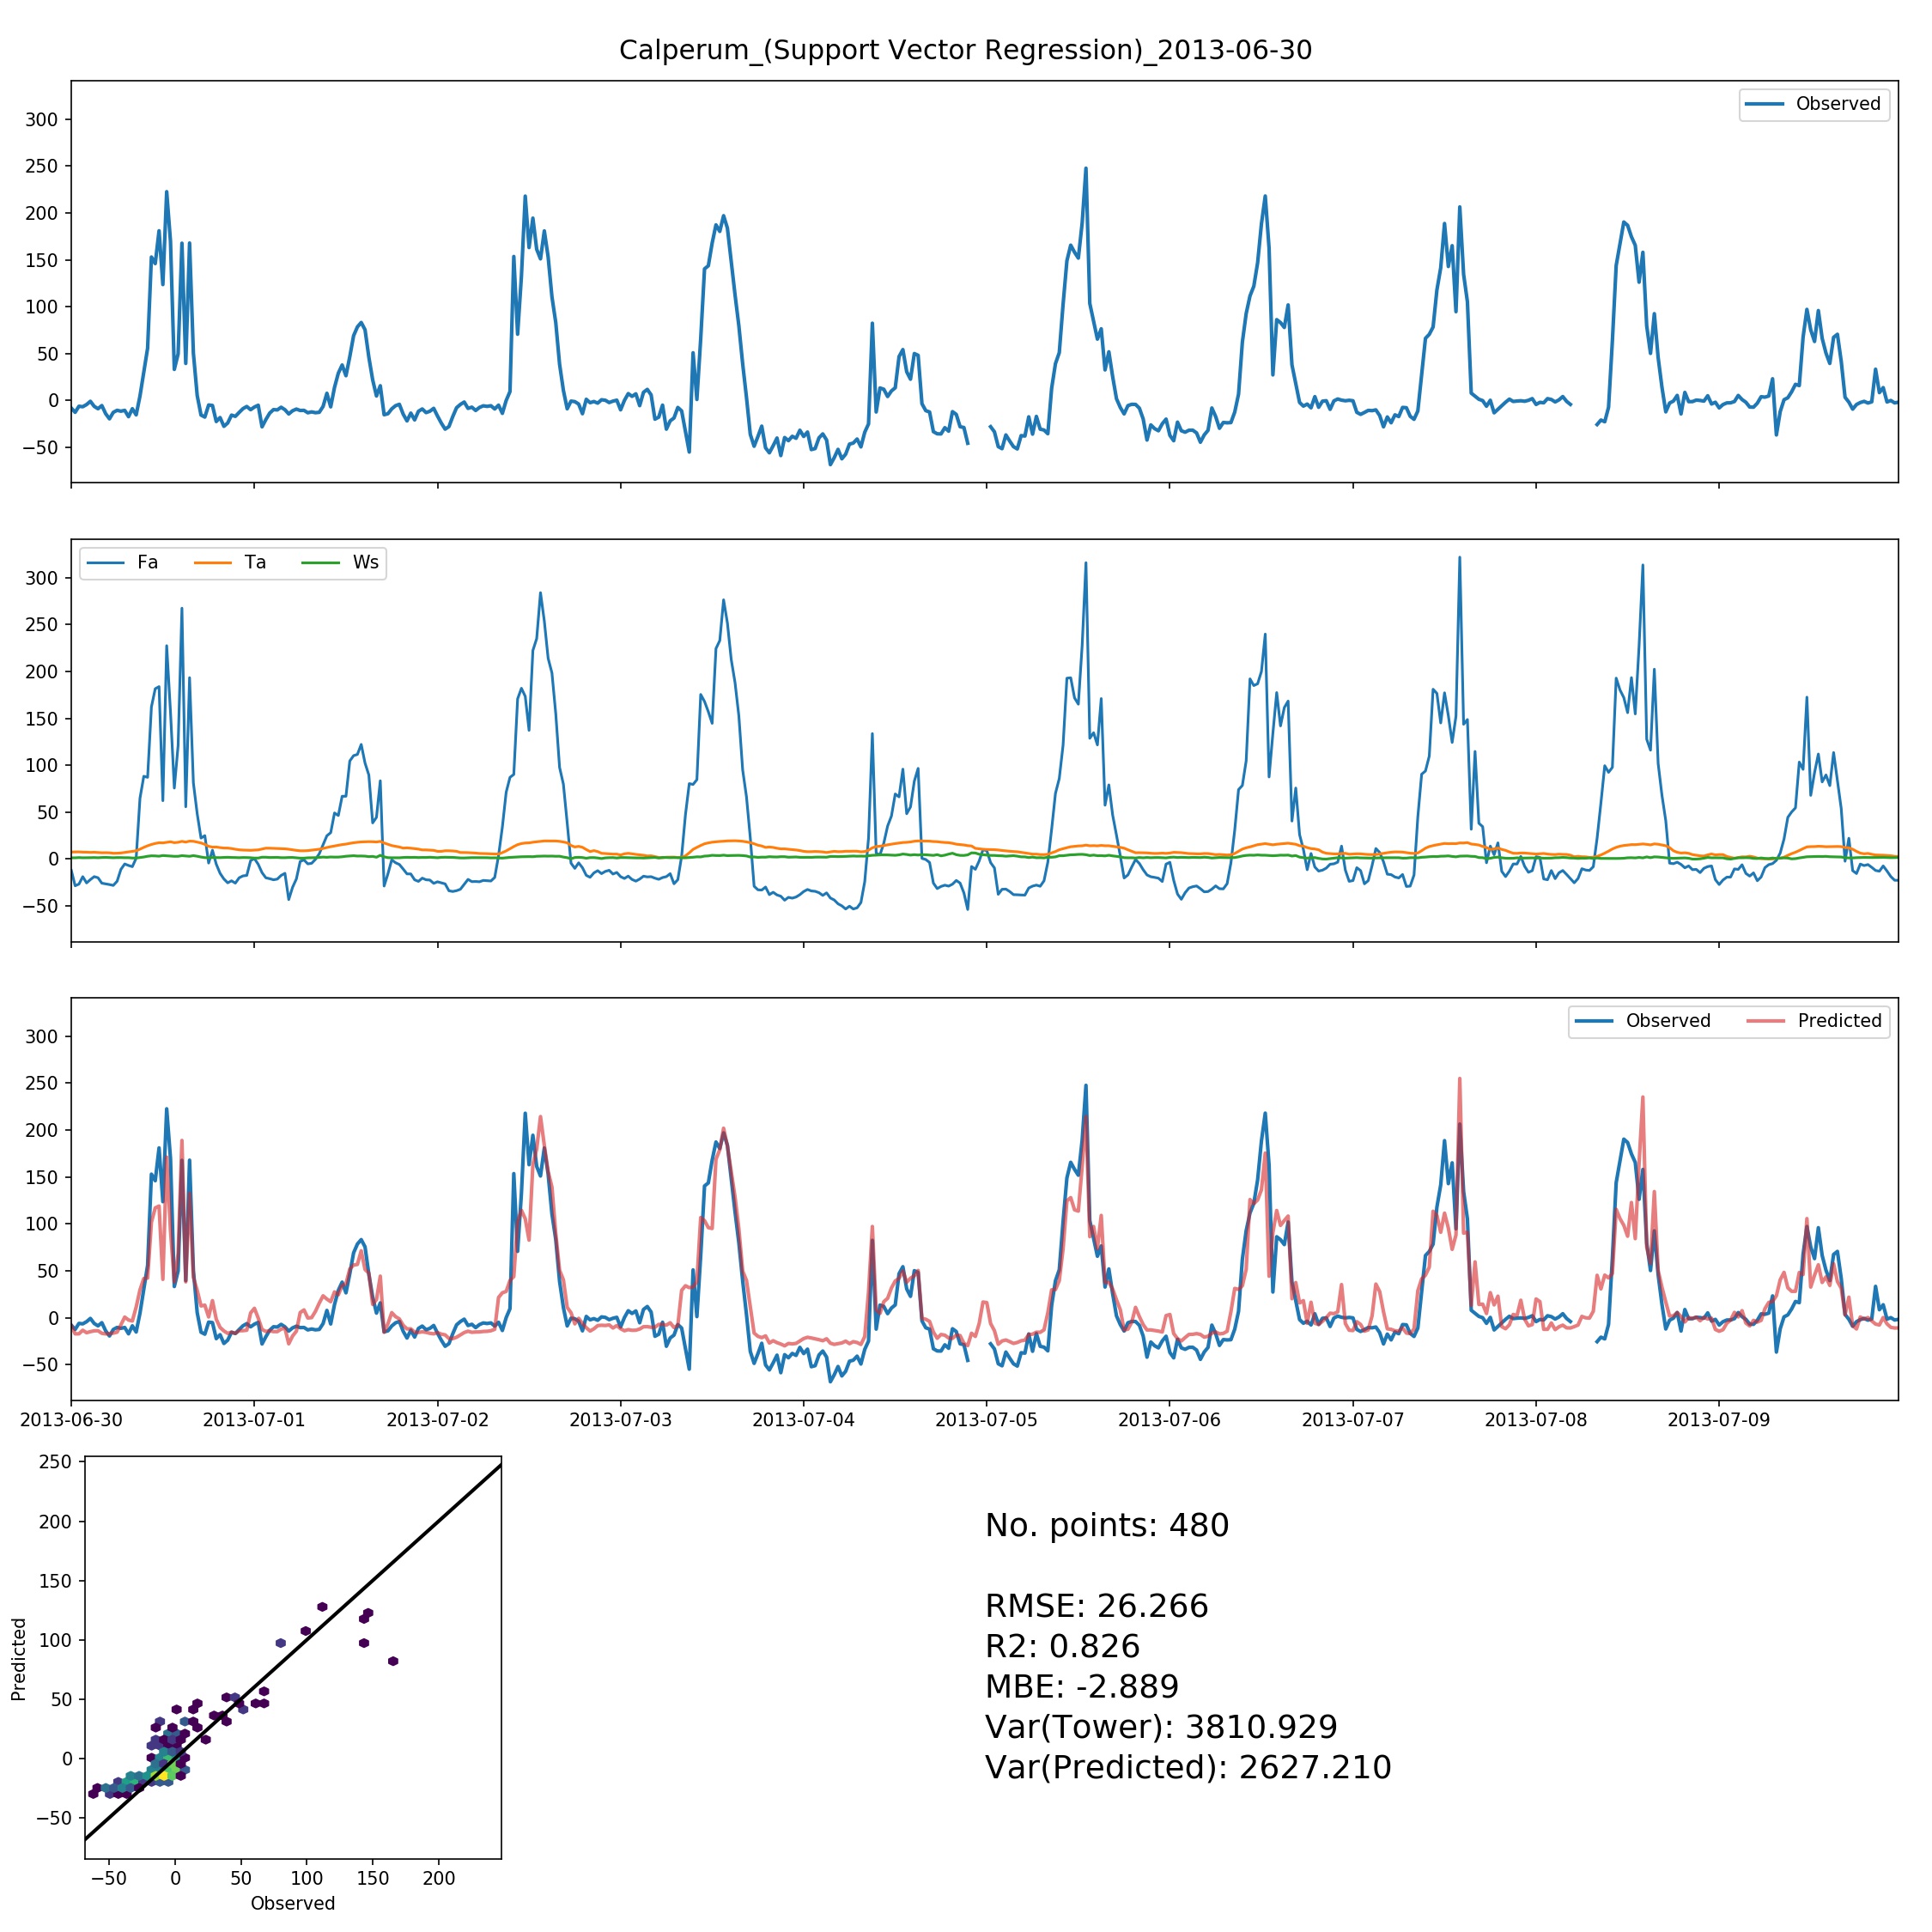 Calperum_(Support Vector Regression)_2013-06-30
Observed
300
250
200
150
100
50
0
−50
Fa Ta Ws
300
250
200
150
100
50
0
−50
Observed Predicted
300
250
200
150
100
50
0
−50
2013-06-30 2013-07-01 2013-07-02 2013-07-03 2013-07-04 2013-07-05 2013-07-06 2013-07-07 2013-07-08 2013-07-09
250
200
150
100
50
0
−50
Predicted
−50 0 50 100 150 200
Observed
No. points: 480
RMSE: 26.266
R2: 0.826
MBE: -2.889
Var(Tower): 3810.929
Var(Predicted): 2627.210